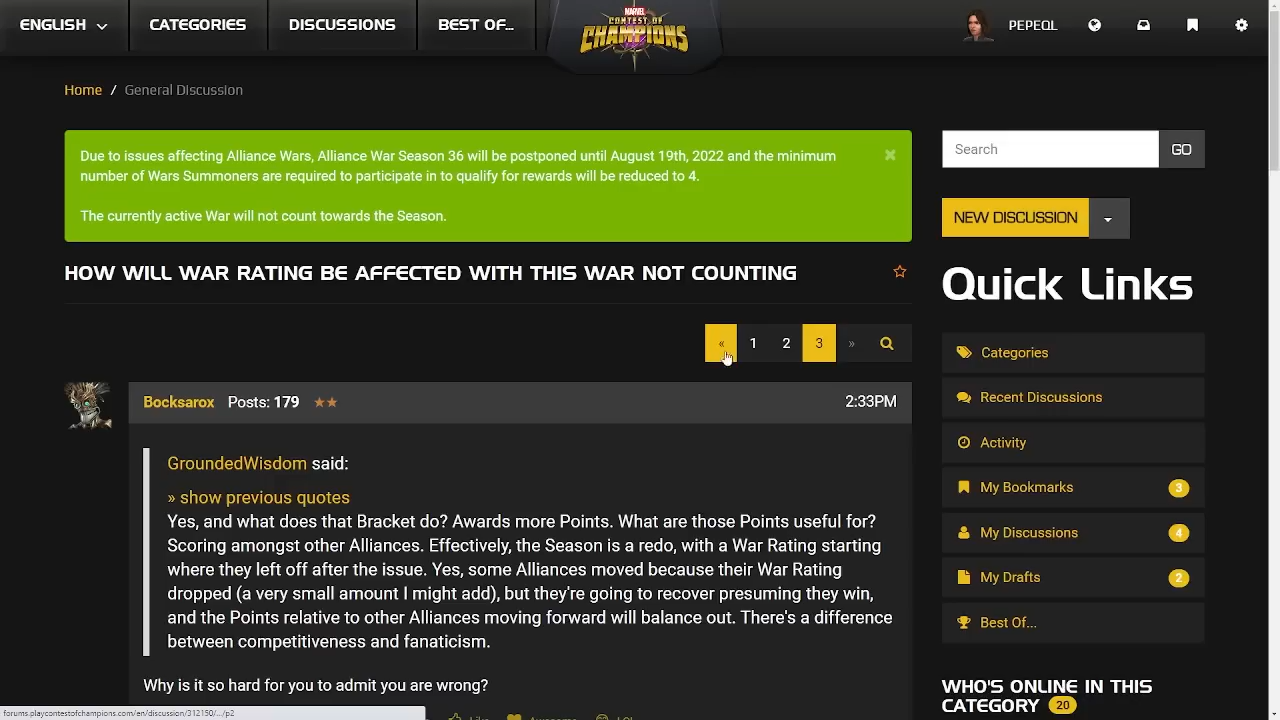 ENGLISH CATEGORIES DISCUSSIONS BEST OF... MARVEL CONTEST OF CHAMPIONS PEPEQL
Home / General Discussion
Due to issues affecting Alliance Wars, Alliance War Season 36 will be postponed until August 19th, 2022 and the minimum
number of Wars Summoners are required to participate in to qualify for rewards will be reduced to 4.
The currently active War will not count towards the Season.
HOW WILL WAR RATING BE AFFECTED WITH THIS WAR NOT COUNTING
« 1 2 3 »
Bocksarox Posts: 179 ★★ 2:33PM
GroundedWisdom said:
» show previous quotes
Yes, and what does that Bracket do? Awards more Points. What are those Points useful for?
Scoring amongst other Alliances. Effectively, the Season is a redo, with a War Rating starting
where they left off after the issue. Yes, some Alliances moved because their War Rating
dropped (a very small amount I might add), but they're going to recover presuming they win,
and the Points relative to other Alliances moving forward will balance out. There's a difference
between competitiveness and fanaticism.
Why is it so hard for you to admit you are wrong?
Search GO
NEW DISCUSSION
Quick Links
Categories
Recent Discussions
Activity
My Bookmarks 3
My Discussions 4
My Drafts 2
Best Of...
WHO'S ONLINE IN THIS
CATEGORY 20
forums.playcontestofchampions.com/en/discussion/312150/.../p2